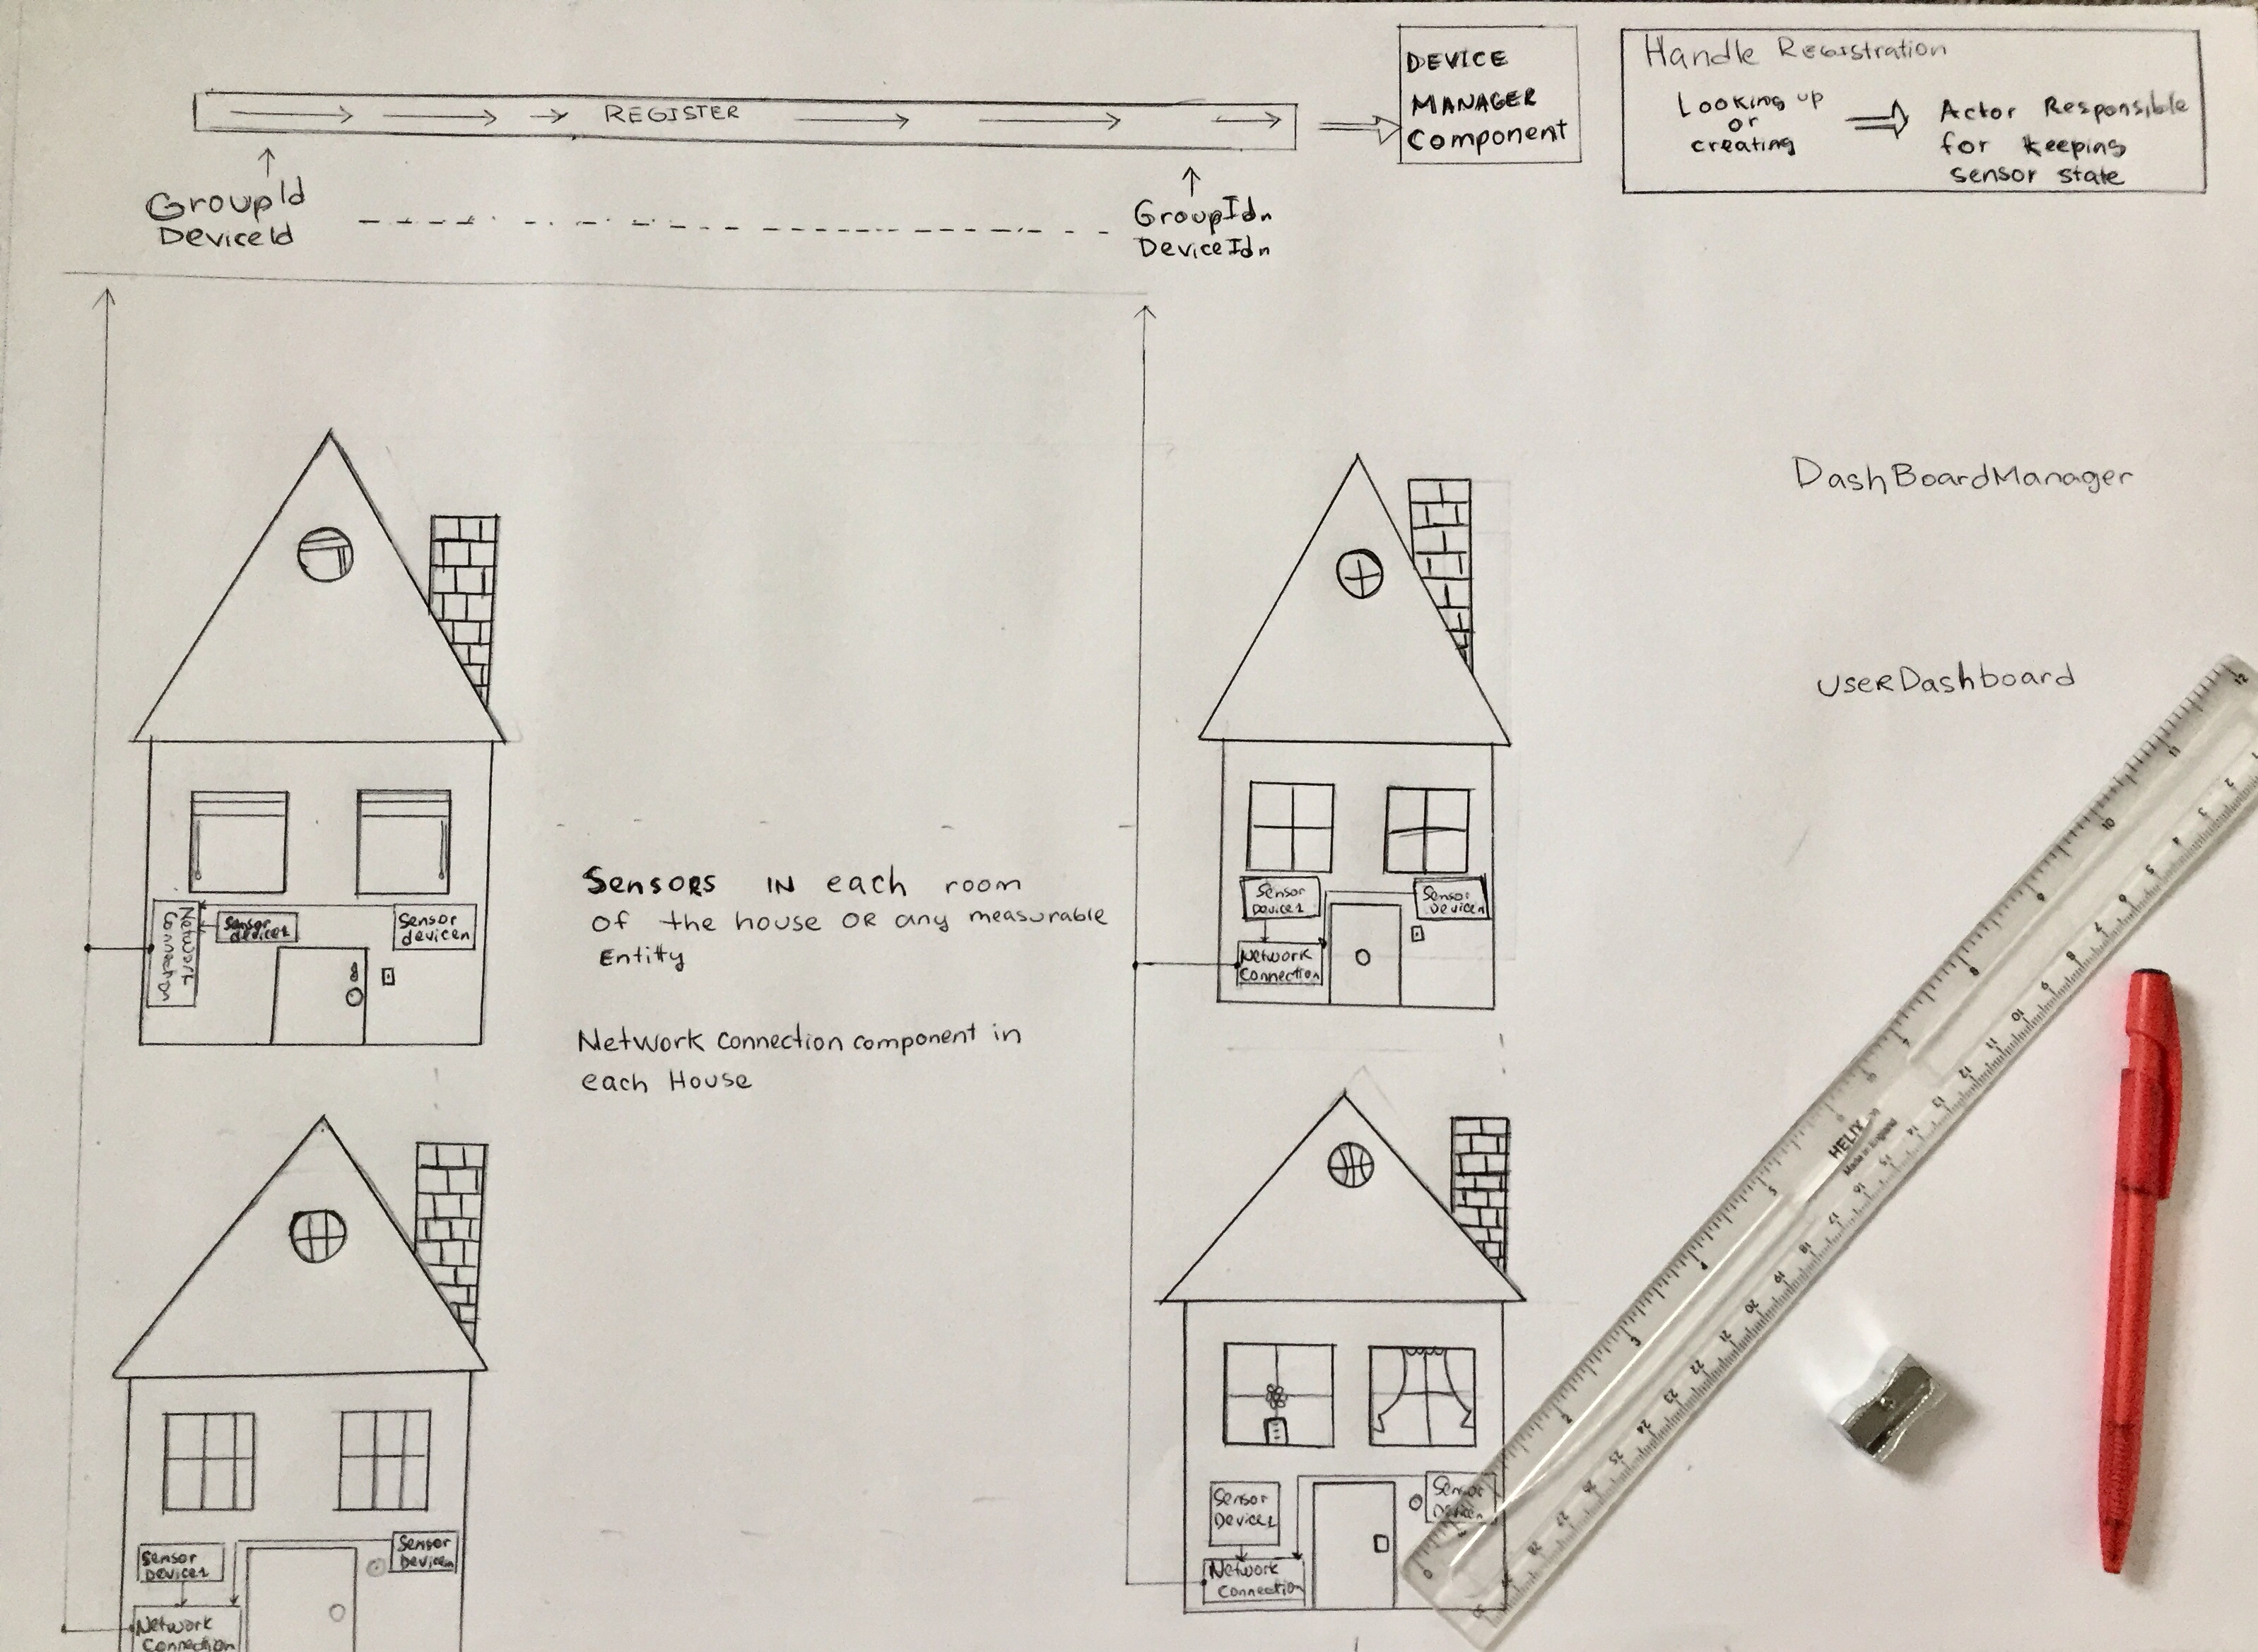 REGISTER
DEVICE
MANAGER
Component
Handle Registration
Looking up
or
creating
Actor Responsible
for keeping
sensor state
GroupId
DeviceId
GroupIdn
DeviceIdn
DashBoardManager
UserDashboard
Sensors IN each room
of the house OR any measurable
Entitty
Network connection component in
each House
Network
Connection
Sensor
device1
Sensor
devicen
Sensor
Device1
Sensor
Devicen
Network
Connection
Sensor
Device1
Sensor
Devicen
Network
Connection
Sensor
Device1
Sensor
Devicen
Network
Connection
HELIX
Made in England